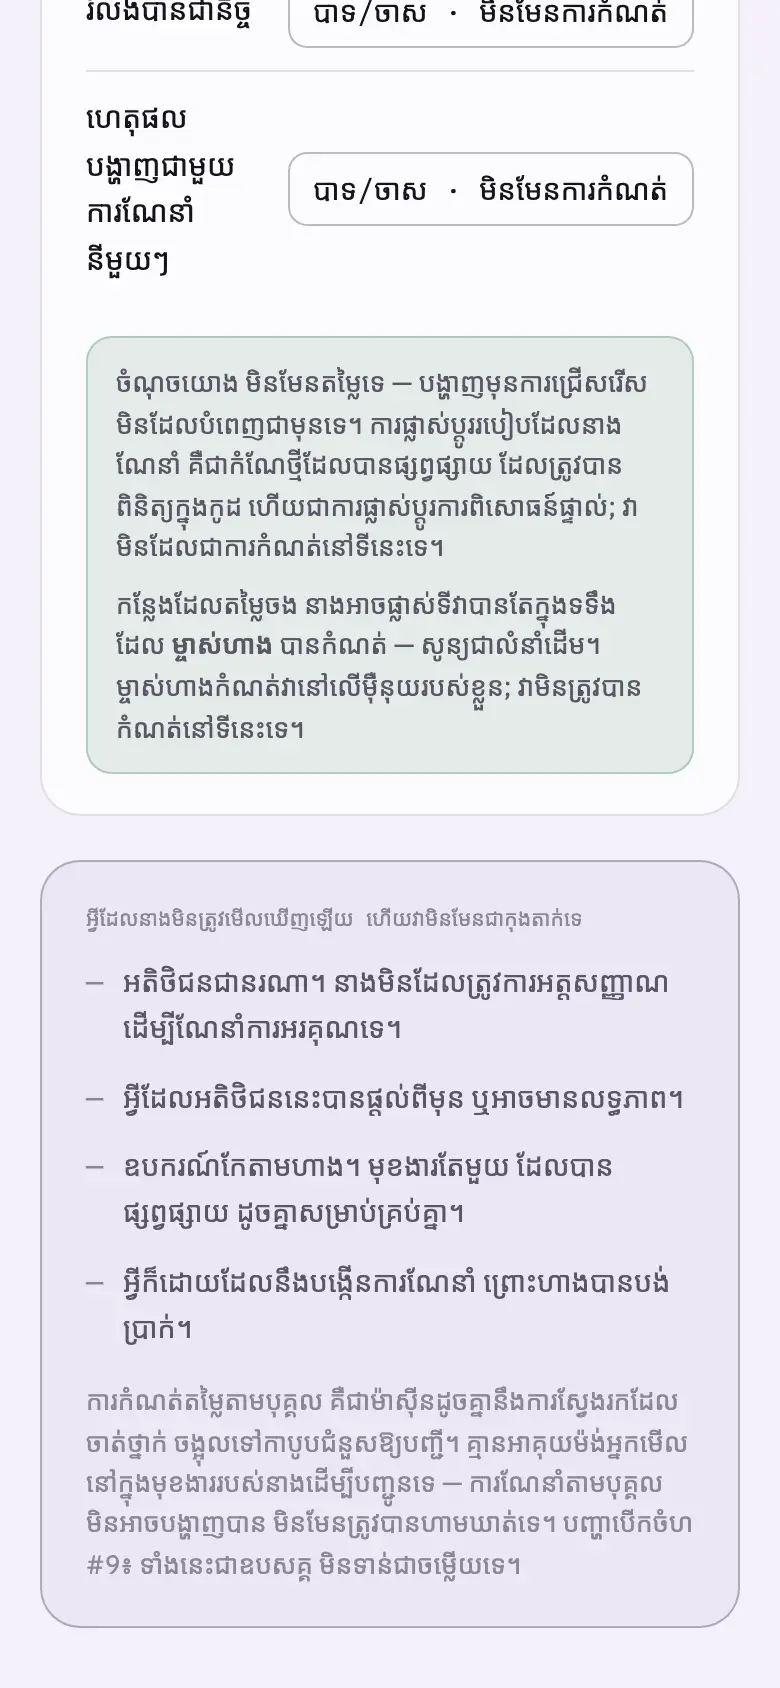 រំលងបានជានិច្ច
បាទ/ចាស · មិនមែនការកំណត់
ហេតុផល
បង្ហាញជាមួយ
ការណែនាំ
នីមួយៗ
បាទ/ចាស · មិនមែនការកំណត់
ចំណុចយោង មិនមែនតម្លៃទេ — បង្ហាញមុនការជ្រើសរើស
មិនដែលបំពេញជាមុនទេ។ ការផ្លាស់ប្តូររបៀបដែលនាង
ណែនាំ គឺជាកំណែថ្មីដែលបានផ្សព្វផ្សាយ ដែលត្រូវបាន
ពិនិត្យក្នុងកូដ ហើយជាការផ្លាស់ប្តូរការពិសោធន៍ផ្ទាល់; វា
មិនដែលជាការកំណត់នៅទីនេះទេ។
កន្លែងដែលតម្លៃចង នាងអាចផ្លាស់ទីវាបានតែក្នុងទទឹង
ដែល ម្ចាស់ហាង បានកំណត់ — សូន្យជាលំនាំដើម។
ម្ចាស់ហាងកំណត់វានៅលើម៉ឺនុយរបស់ខ្លួន; វាមិនត្រូវបាន
កំណត់នៅទីនេះទេ។
អ្វីដែលនាងមិនត្រូវមើលឃើញឡើយ ហើយវាមិនមែនជាកុងតាក់ទេ
— អតិថិជនជានរណា។ នាងមិនដែលត្រូវការអត្តសញ្ញាណ
ដើម្បីណែនាំការអរគុណទេ។
— អ្វីដែលអតិថិជននេះបានផ្តល់ពីមុន ឬអាចមានលទ្ធភាព។
— ឧបករណ៍កែតាមហាង។ មុខងារតែមួយ ដែលបាន
ផ្សព្វផ្សាយ ដូចគ្នាសម្រាប់គ្រប់គ្នា។
— អ្វីក៏ដោយដែលនឹងបង្កើនការណែនាំ ព្រោះហាងបានបង់
ប្រាក់។
ការកំណត់តម្លៃតាមបុគ្គល គឺជាម៉ាស៊ីនដូចគ្នានឹងការស្វែងរកដែល
ចាត់ថ្នាក់ ចង្អុលទៅកាបូបជំនួសឱ្យបញ្ជី។ គ្មានអាគុយម៉ង់អ្នកមើល
នៅក្នុងមុខងាររបស់នាងដើម្បីបញ្ជូនទេ — ការណែនាំតាមបុគ្គល
មិនអាចបង្ហាញបាន មិនមែនត្រូវបានហាមឃាត់ទេ។ បញ្ហាបើកចំហ
#9៖ ទាំងនេះជាឧបសគ្គ មិនទាន់ជាចម្លើយទេ។